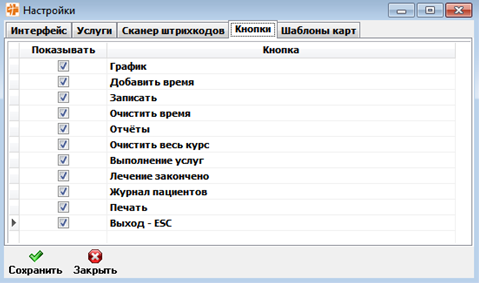 Настройки
Интерфейс Услуги Сканер штрихкодов Кнопки Шаблоны карт
Показывать Кнопка
График
Добавить время
Записать
Очистить время
Отчёты
Очистить весь курс
Выполнение услуг
Лечение закончено
Журнал пациентов
Печать
Выход - ESC
Сохранить Закрыть